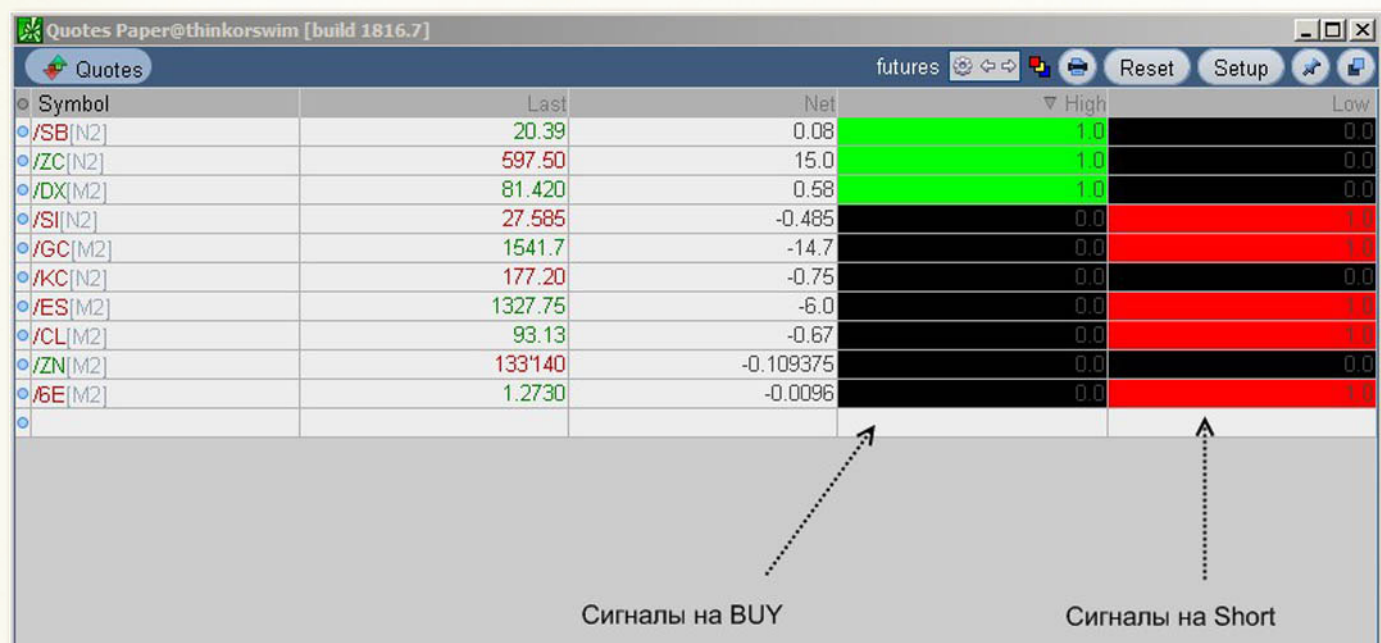 Quotes Paper@thinkorswim [build 1816.7]
Quotes futures Reset Setup
Symbol Last Net High Low
/SB[N2] 20.39 0.08 1.0 0.0
/ZC[N2] 597.50 15.0 1.0 0.0
/DX[M2] 81.420 0.58 1.0 0.0
/SI[N2] 27.585 -0.485 0.0 1.0
/GC[M2] 1541.7 -14.7 0.0 1.0
/KC[N2] 177.20 -0.75 0.0 0.0
/ES[M2] 1327.75 -6.0 0.0 1.0
/CL[M2] 93.13 -0.67 0.0 1.0
/ZN[M2] 133'140 -0.109375 0.0 0.0
/6E[M2] 1.2730 -0.0096 0.0 1.0
Сигналы на BUY Сигналы на Short